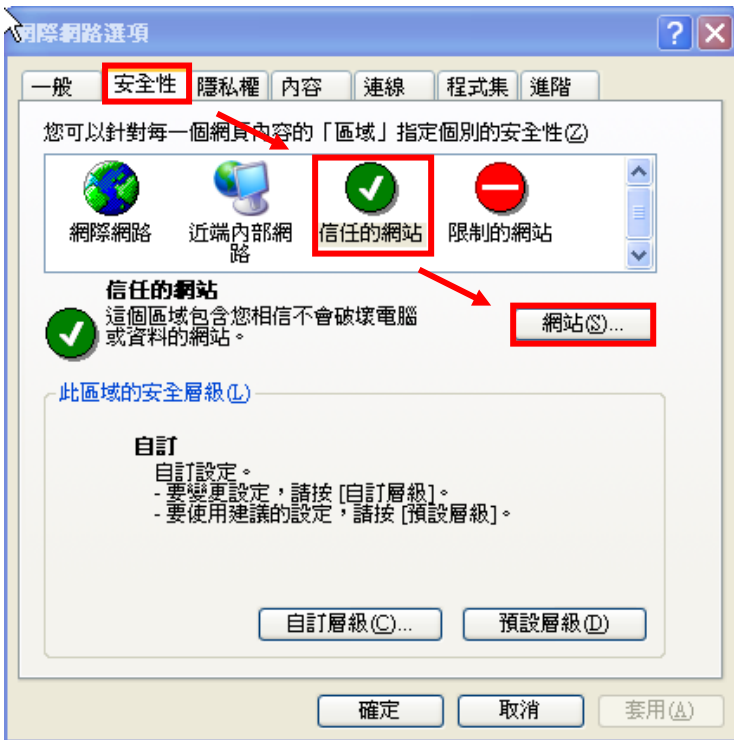 網際網路選項
一般 安全性 隱私權 內容 連線 程式集 進階
您可以針對每一個網頁內容的「區域」指定個別的安全性(Z)
網際網路 近端內部網路 信任的網站 限制的網站
信任的網站
這個區域包含您相信不會破壞電腦
或資料的網站。
網站(S)...
此區域的安全層級(L)
自訂
自訂設定。
- 要變更設定，請按 [自訂層級]。
- 要使用建議的設定，請按 [預設層級]。
自訂層級(C)... 預設層級(D)
確定 取消 套用(A)